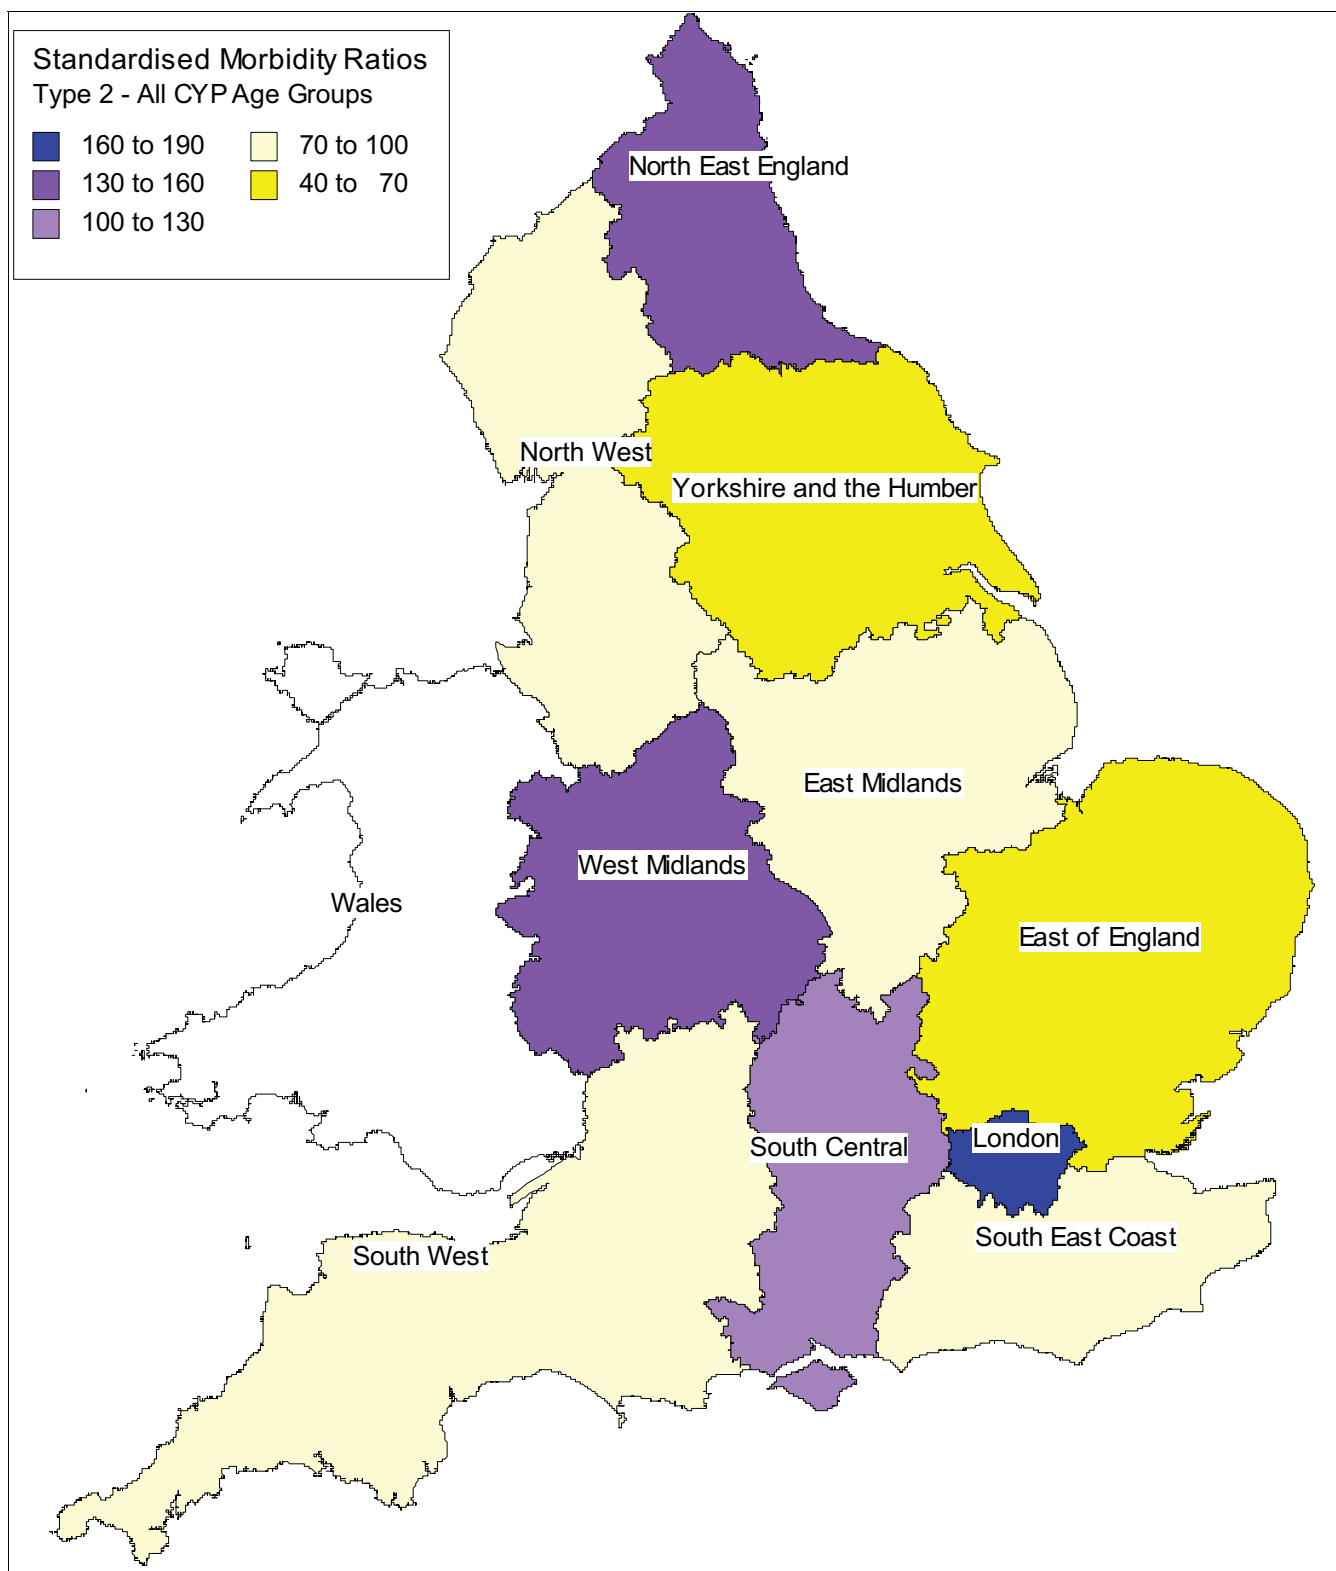 Standardised Morbidity Ratios
Type 2 - All CYP Age Groups
160 to 190
70 to 100
130 to 160
40 to 70
100 to 130
North East England
North West
Yorkshire and the Humber
East Midlands
West Midlands
Wales
East of England
London
South Central
South East Coast
South West